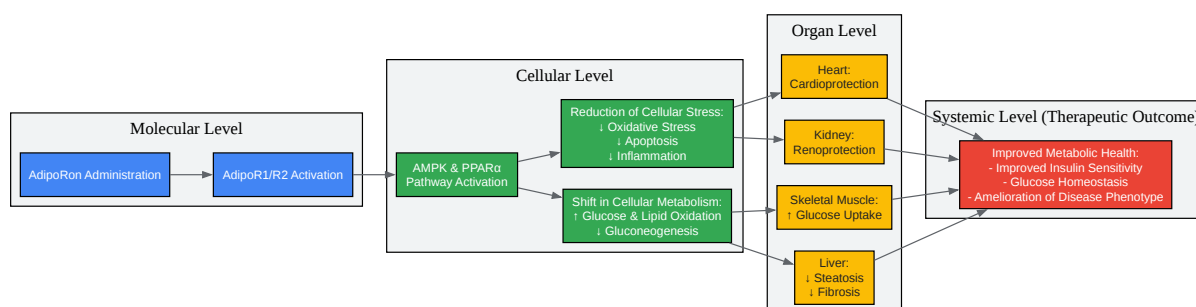 Molecular Level
AdipoRon Administration
AdipoR1/R2 Activation
Cellular Level
AMPK & PPARα
Pathway Activation
Reduction of Cellular Stress:
↓ Oxidative Stress
↓ Apoptosis
↓ Inflammation
Shift in Cellular Metabolism:
↑ Glucose & Lipid Oxidation
↓ Gluconeogenesis
Organ Level
Heart:
Cardioprotection
Kidney:
Renoprotection
Skeletal Muscle:
↑ Glucose Uptake
Liver:
↓ Steatosis
↓ Fibrosis
Systemic Level (Therapeutic Outcome)
Improved Metabolic Health:
- Improved Insulin Sensitivity
- Glucose Homeostasis
- Amelioration of Disease Phenotype